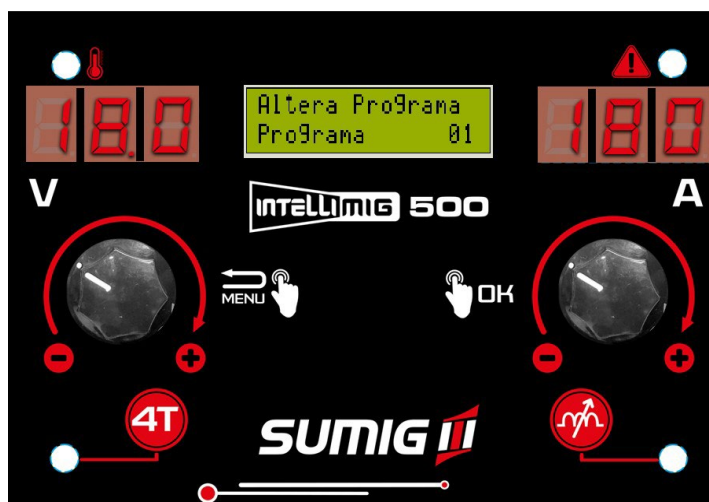 18.0
Altera Programa
Programa 01
180
V
INTELLIMIG 500
A
MENU
OK
4T
SUMIG